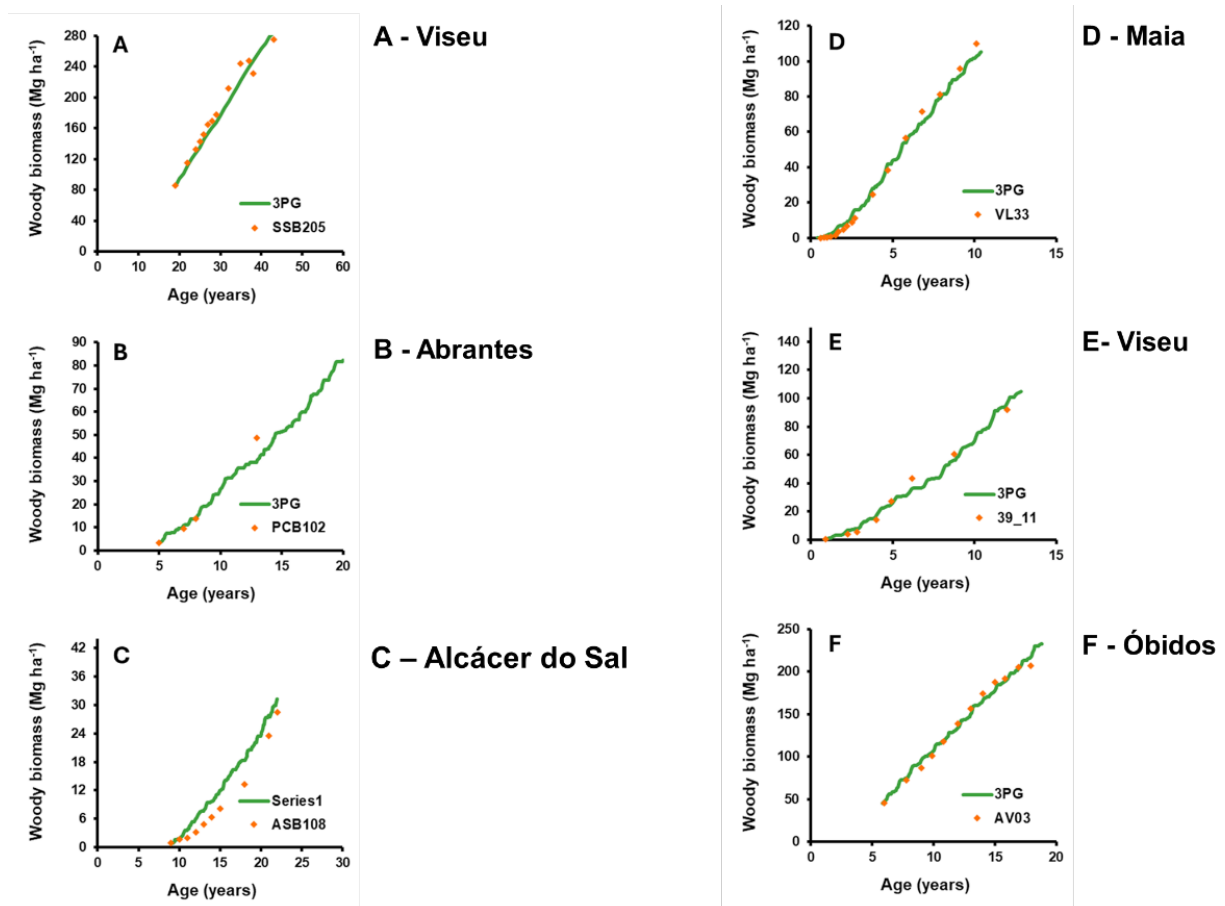 A
Woody biomass (Mg ha⁻¹)
280
240
200
160
120
80
40
0
3PG
SSB205
0 10 20 30 40 50 60
Age (years)
A - Viseu
B
Woody biomass (Mg ha⁻¹)
90
80
70
60
50
40
30
20
10
0
3PG
PCB102
0 5 10 15 20
Age (years)
B - Abrantes
C
Woody biomass (Mg ha⁻¹)
42
36
30
24
18
12
6
0
Series1
ASB108
0 5 10 15 20 25 30
Age (years)
C – Alcácer do Sal
D
Woody biomass (Mg ha⁻¹)
120
100
80
60
40
20
0
3PG
VL33
0 5 10 15
Age (years)
D - Maia
E
Woody biomass (Mg ha⁻¹)
140
120
100
80
60
40
20
0
3PG
39_11
0 5 10 15
Age (years)
E- Viseu
F
Woody biomass (Mg ha⁻¹)
250
200
150
100
50
0
3PG
AV03
0 5 10 15 20
Age (years)
F - Óbidos